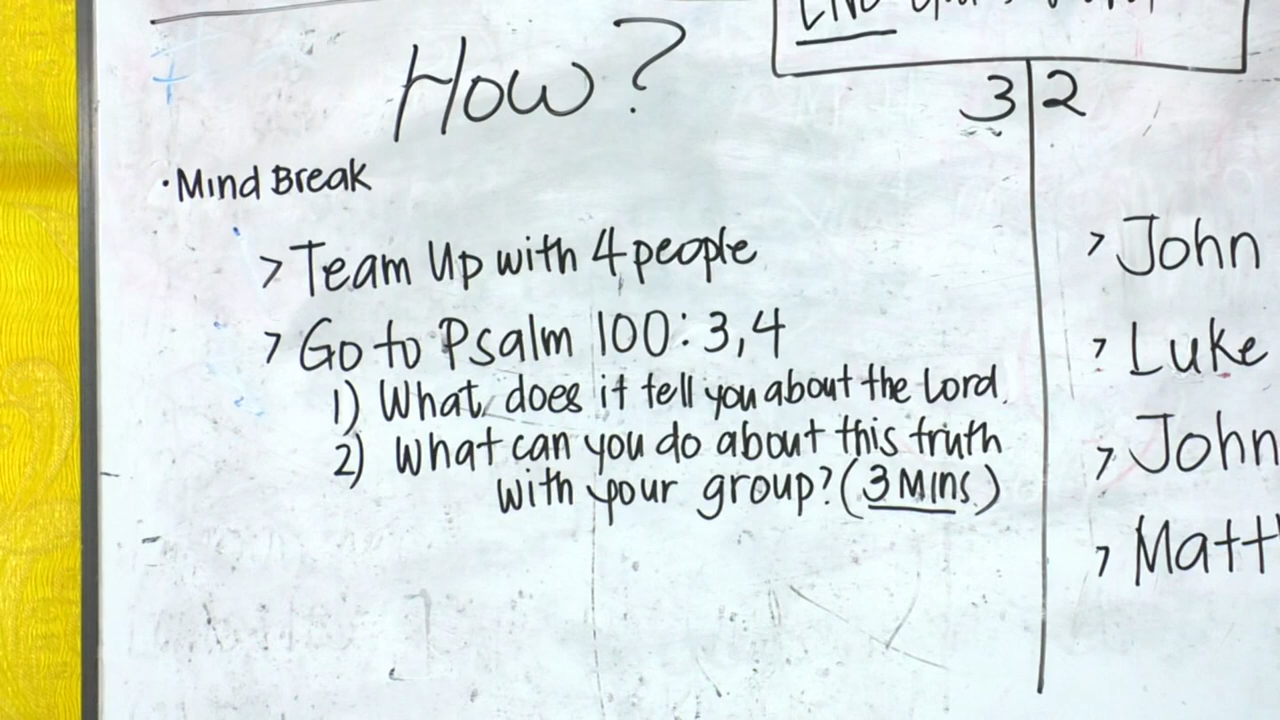 How?
3 2
· Mind Break
> Team Up with 4 people
> Go to Psalm 100:3,4
1) What does it tell you about the Lord.
2) What can you do about this truth
with your group? (3 Mins.)
> John
> Luke
> John
> Matt